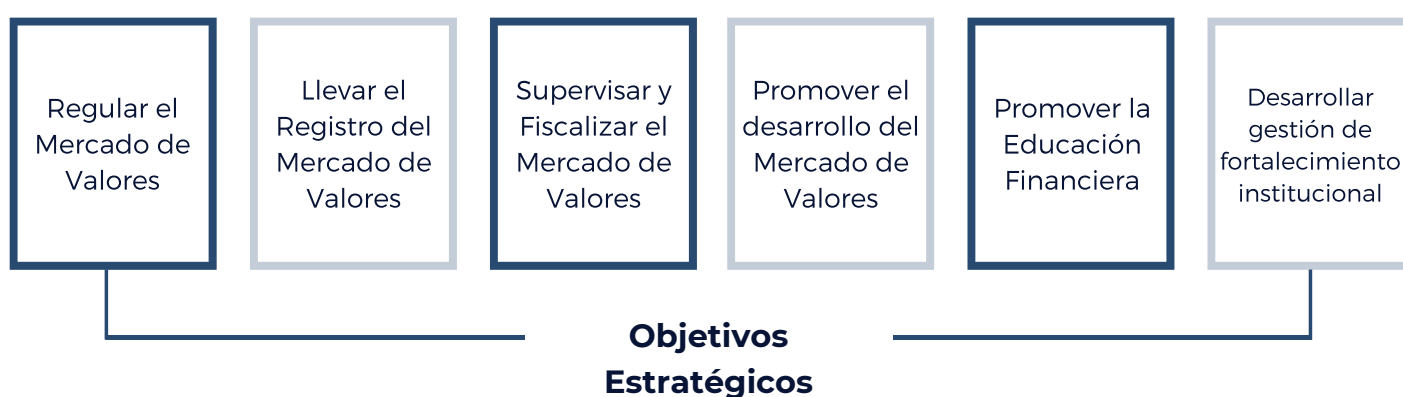 Regular el
Mercado de
Valores
Llevar el
Registro del
Mercado de
Valores
Supervisar y
Fiscalizar el
Mercado de
Valores
Promover el
desarrollo del
Mercado de
Valores
Promover la
Educación
Financiera
Desarrollar
gestión de
fortalecimiento
institucional
Objetivos
Estratégicos